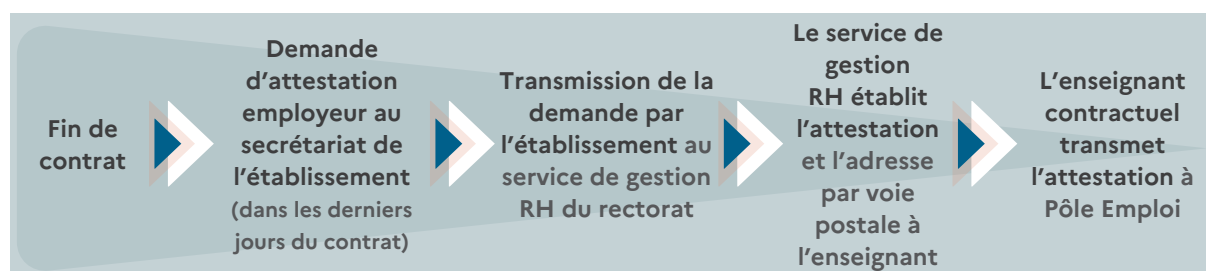 Fin de
contrat
Demande
d’attestation
employeur au
secrétariat de
l’établissement
(dans les derniers
jours du contrat)
Transmission de la
demande par
l’établissement au
service de gestion
RH du rectorat
Le service de
gestion
RH établit
l’attestation
et l’adresse
par voie
postale à
l’enseignant
L’enseignant
contractuel
transmet
l’attestation à
Pôle Emploi